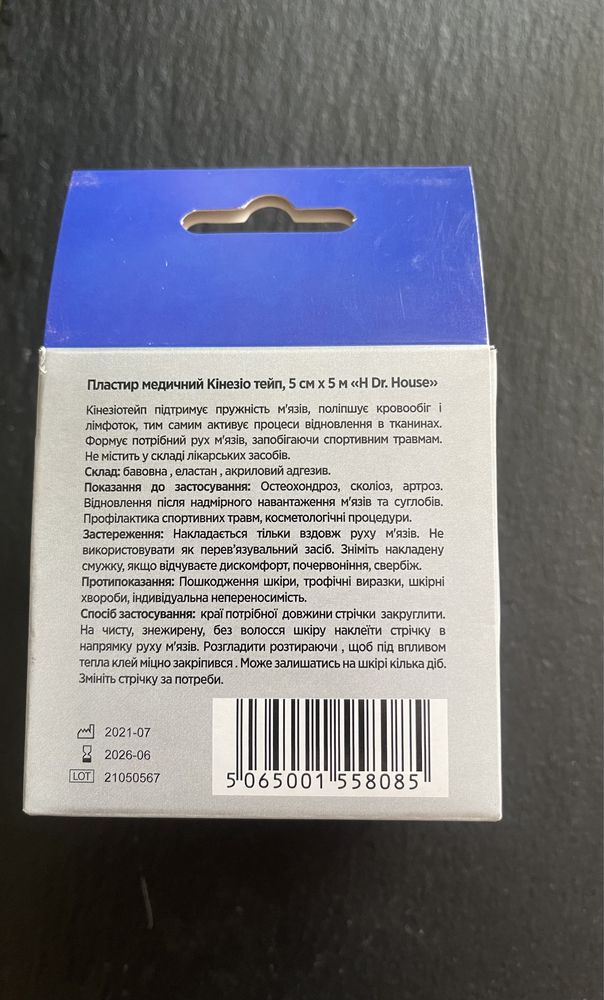 Пластир медичний Кінезіо тейп, 5 см х 5 м «H Dr. House»
Кінезіотейп підтримує пружність м'язів, поліпшує кровообіг і
лімфоток, тим самим активує процеси відновлення в тканинах.
Формує потрібний рух м'язів, запобігаючи спортивним травмам.
Не містить у складі лікарських засобів.
Склад: бавовна , еластан , акриловий адгезив.
Показання до застосування: Остеохондроз, сколіоз, артроз.
Відновлення після надмірного навантаження м'язів та суглобів.
Профілактика спортивних травм, косметологічні процедури.
Застереження: Накладається тільки вздовж руху м'язів. Не
використовувати як перев'язувальний засіб. Зніміть накладену
смужку, якщо відчуваєте дискомфорт, почервоніння, свербіж.
Протипоказання: Пошкодження шкіри, трофічні виразки, шкірні
хвороби, індивідуальна непереносимість.
Спосіб застосування: краї потрібної довжини стрічки закруглити.
На чисту, знежирену, без волосся шкіру наклеїти стрічку в
напрямку руху м'язів. Розгладити розтираючи , щоб під впливом
тепла клей міцно закріпився . Може залишатись на шкірі кілька діб.
Змініть стрічку за потреби.
2021-07
2026-06
LOT 21050567
5 065001 558085